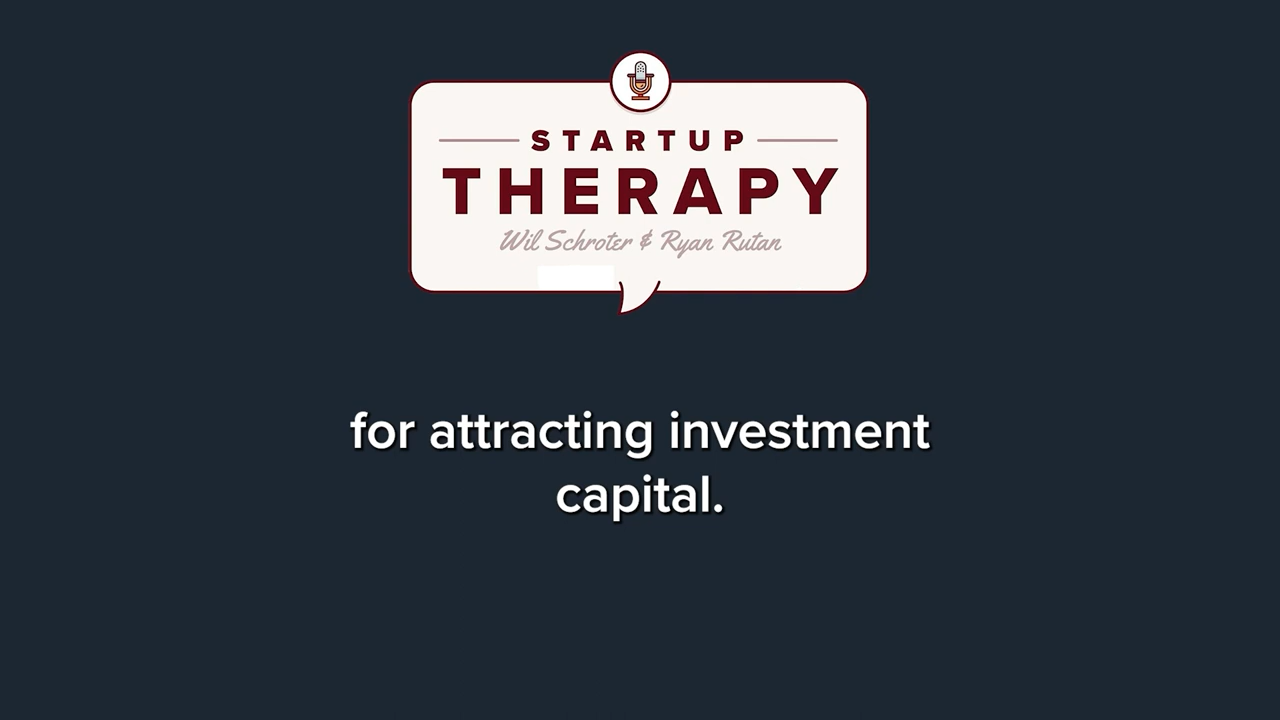 STARTUP
THERAPY
Wil Schroter & Ryan Rutan
for attracting investment
capital.